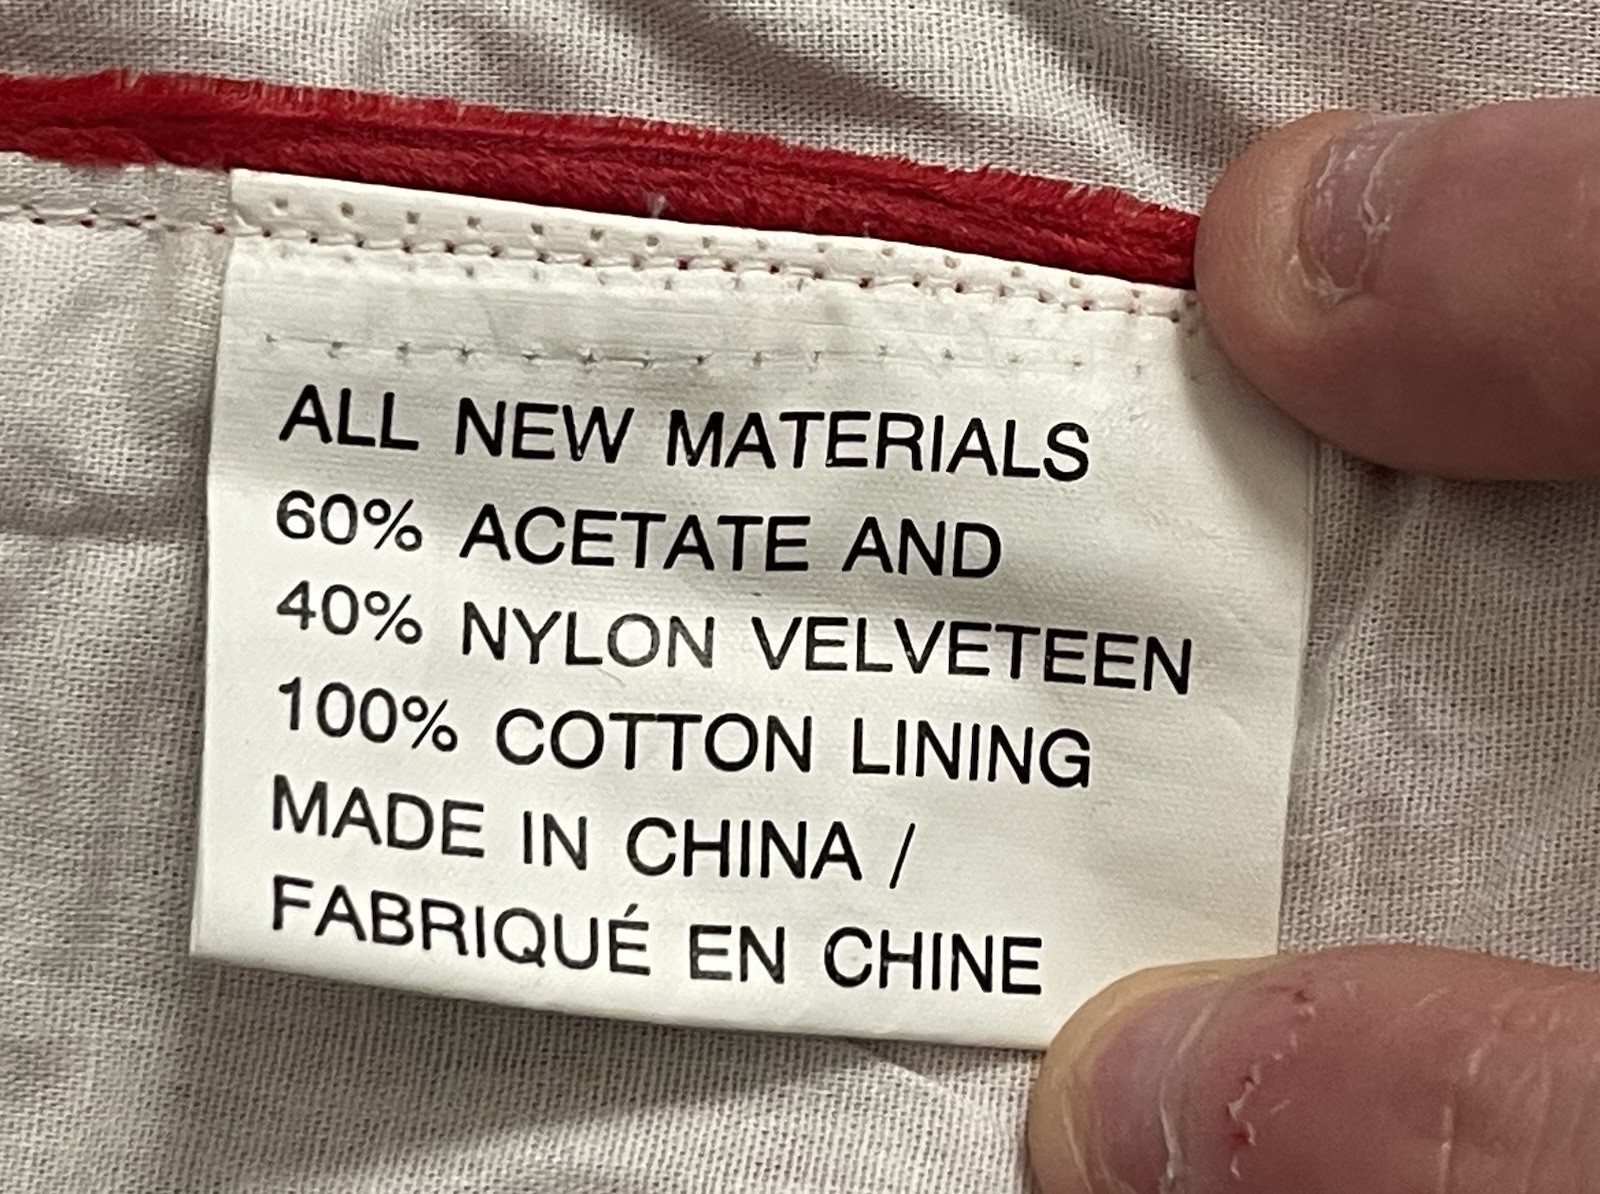 ALL NEW MATERIALS
60% ACETATE AND
40% NYLON VELVETEEN
100% COTTON LINING
MADE IN CHINA /
FABRIQUÉ EN CHINE